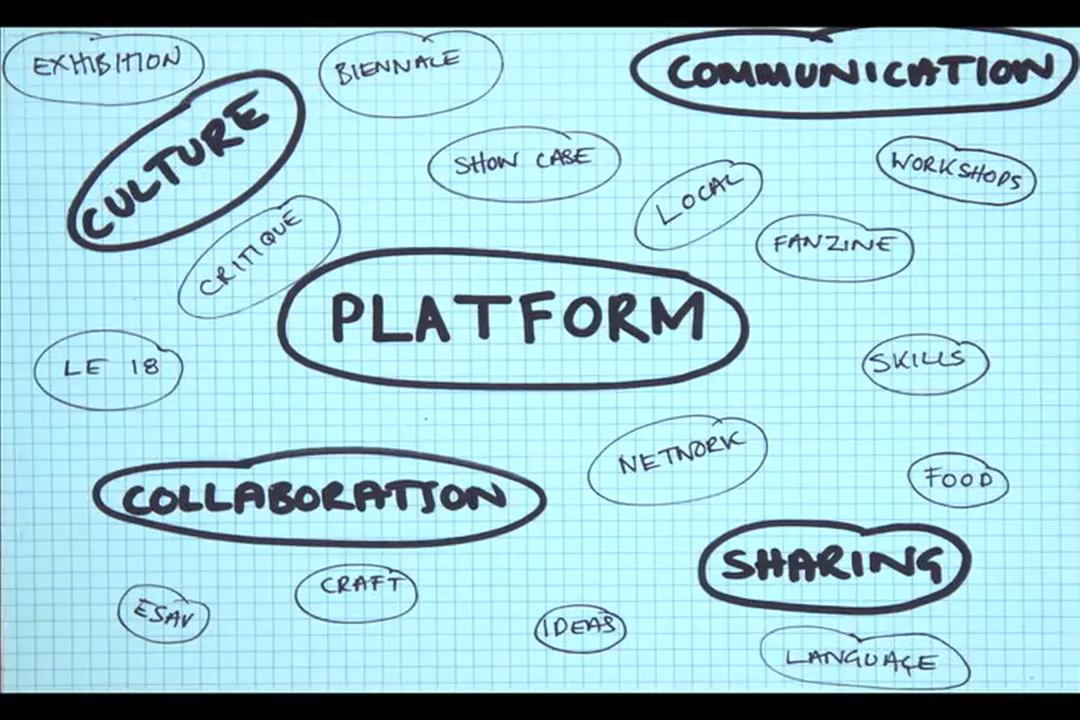 EXHIBITION
BIENNALE
COMMUNICATION
CULTURE
SHOW CASE
LOCAL
WORKSHOPS
CRITIQUE
FANZINE
PLATFORM
LE 18
SKILLS
NETWORK
FOOD
COLLABORATION
SHARING
CRAFT
ESAV
IDEAS
LANGUAGE